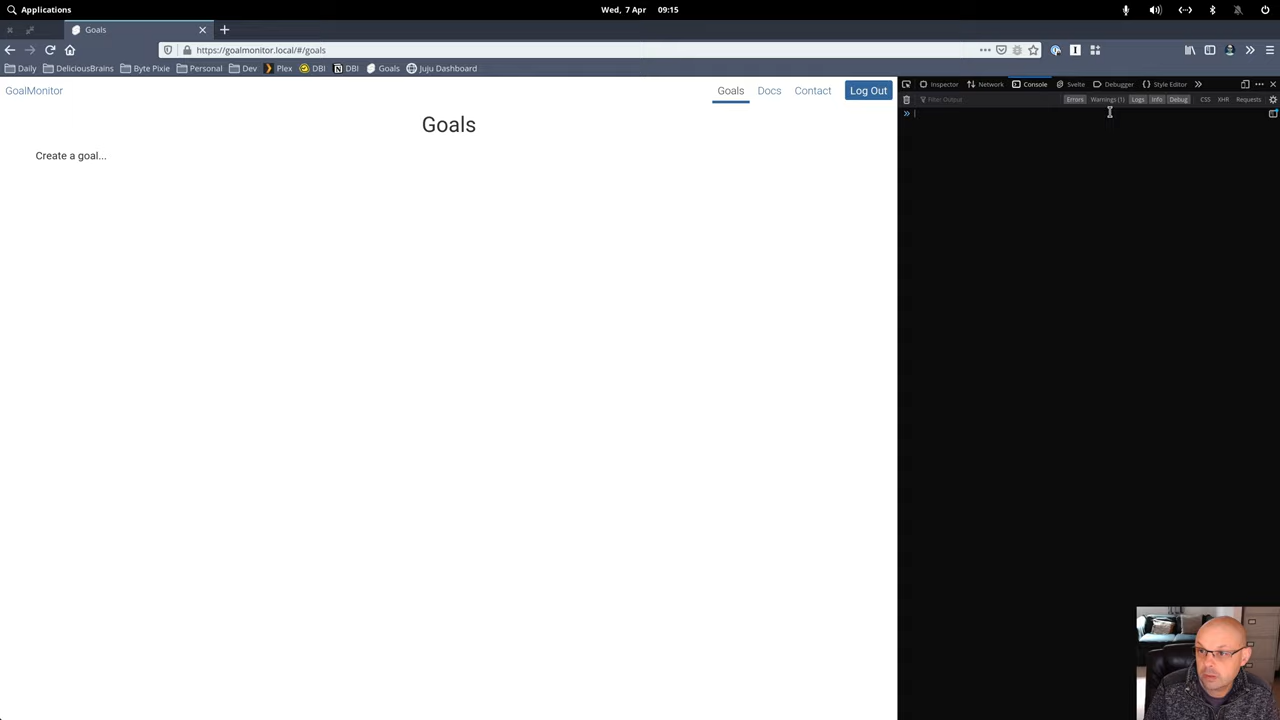 Applications
Wed, 7 Apr 09:15
Goals
https://goalmonitor.local/#/goals
Daily DeliciousBrains Byte Pixie Personal Dev Plex DBI DBI Goals Juju Dashboard
GoalMonitor Goals Docs Contact Log Out
Inspector Network Console Svelte Debugger Style Editor
Filter Output Errors Warnings (1) Logs Info Debug CSS XHR Requests
Goals
Create a goal...